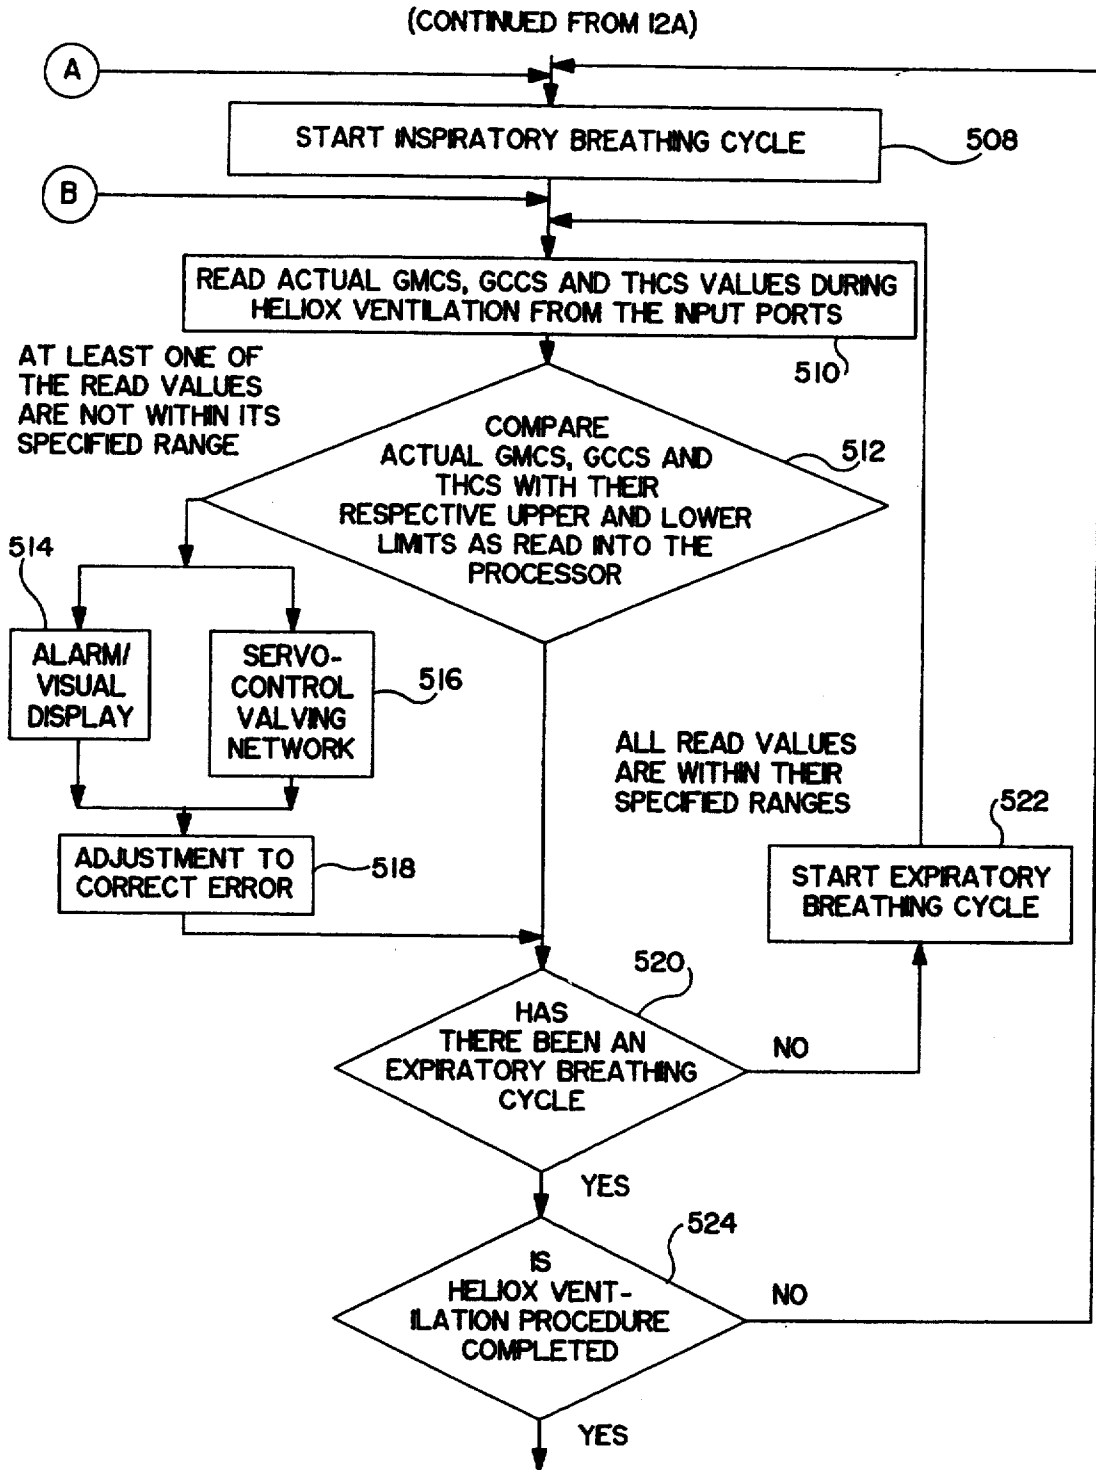 (CONTINUED FROM 12A)
A
START INSPIRATORY BREATHING CYCLE
508
B
READ ACTUAL GMCS, GCCS AND THCS VALUES DURING
HELIOX VENTILATION FROM THE INPUT PORTS
510
AT LEAST ONE OF
THE READ VALUES
ARE NOT WITHIN ITS
SPECIFIED RANGE
COMPARE
ACTUAL GMCS, GCCS AND
THCS WITH THEIR
RESPECTIVE UPPER AND LOWER
LIMITS AS READ INTO THE
PROCESSOR
512
514
ALARM/
VISUAL
DISPLAY
SERVO-
CONTROL
VALVING
NETWORK
516
ALL READ VALUES
ARE WITHIN THEIR
SPECIFIED RANGES
522
ADJUSTMENT TO
CORRECT ERROR
518
START EXPIRATORY
BREATHING CYCLE
520
HAS
THERE BEEN AN
EXPIRATORY BREATHING
CYCLE
NO
YES
524
IS
HELIOX VENT-
ILATION PROCEDURE
COMPLETED
NO
YES